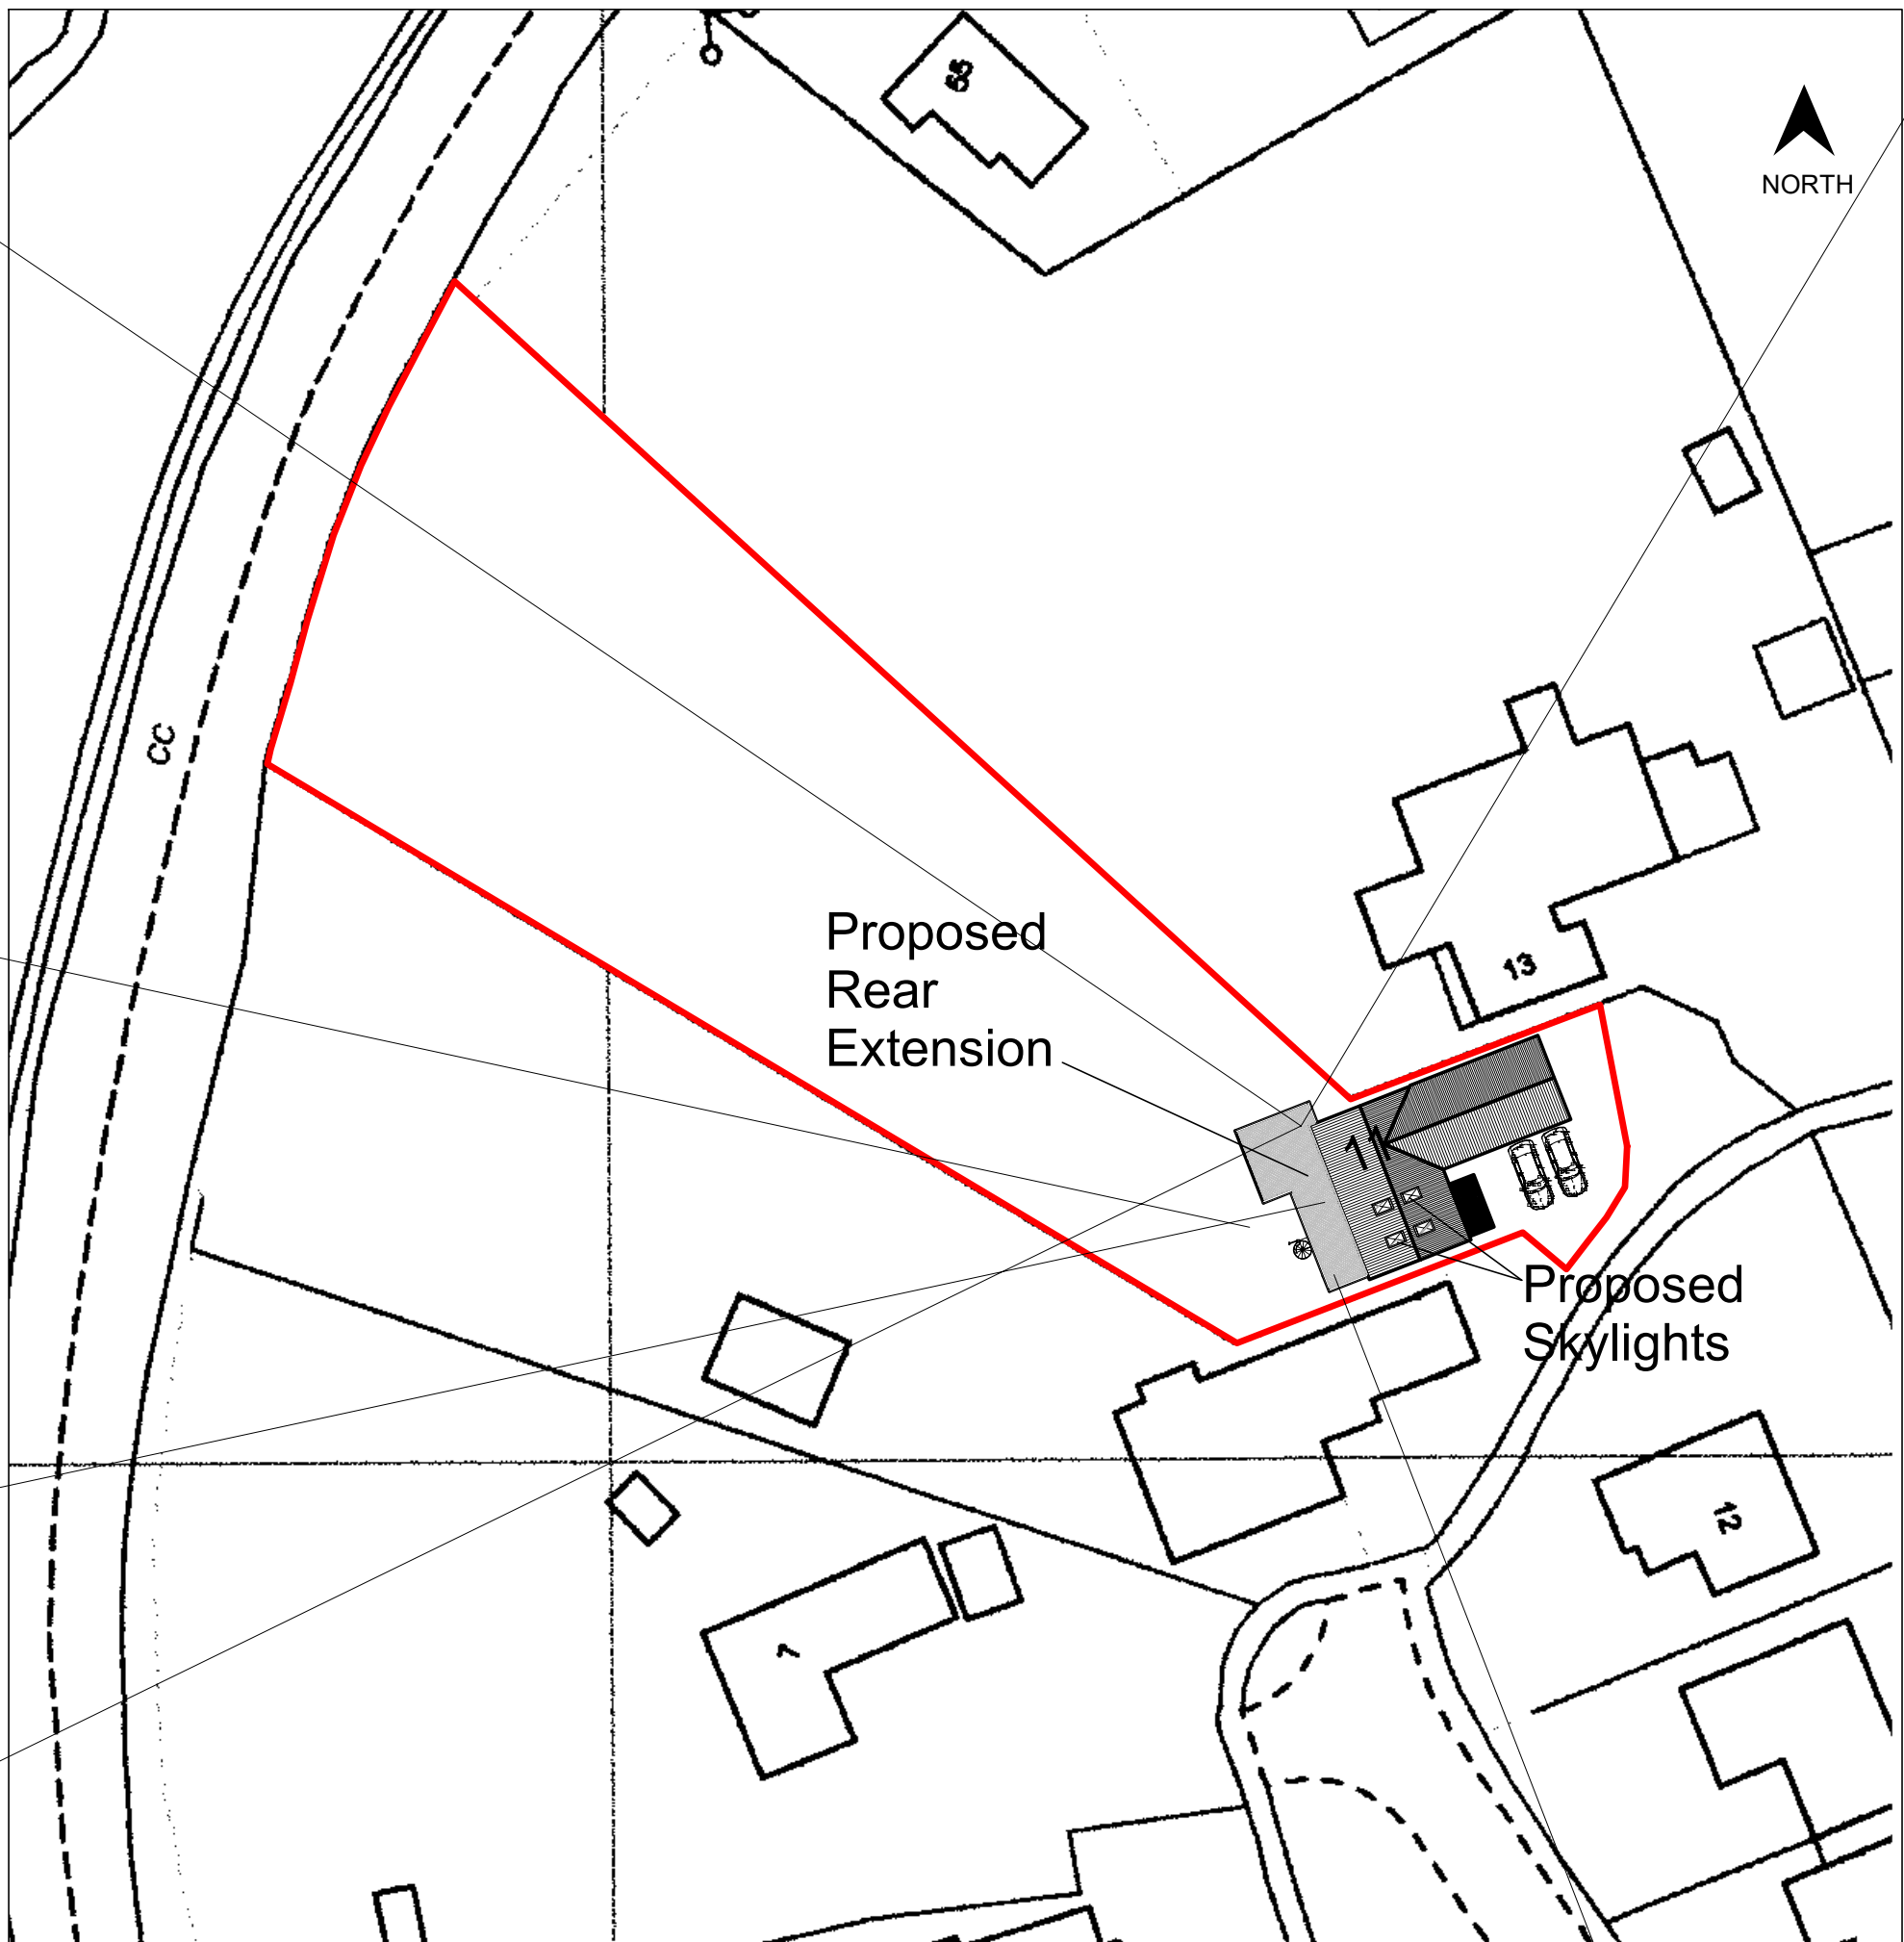 65
NORTH
CC
Proposed
Rear
Extension
13
11
Proposed
Skylights
12
1